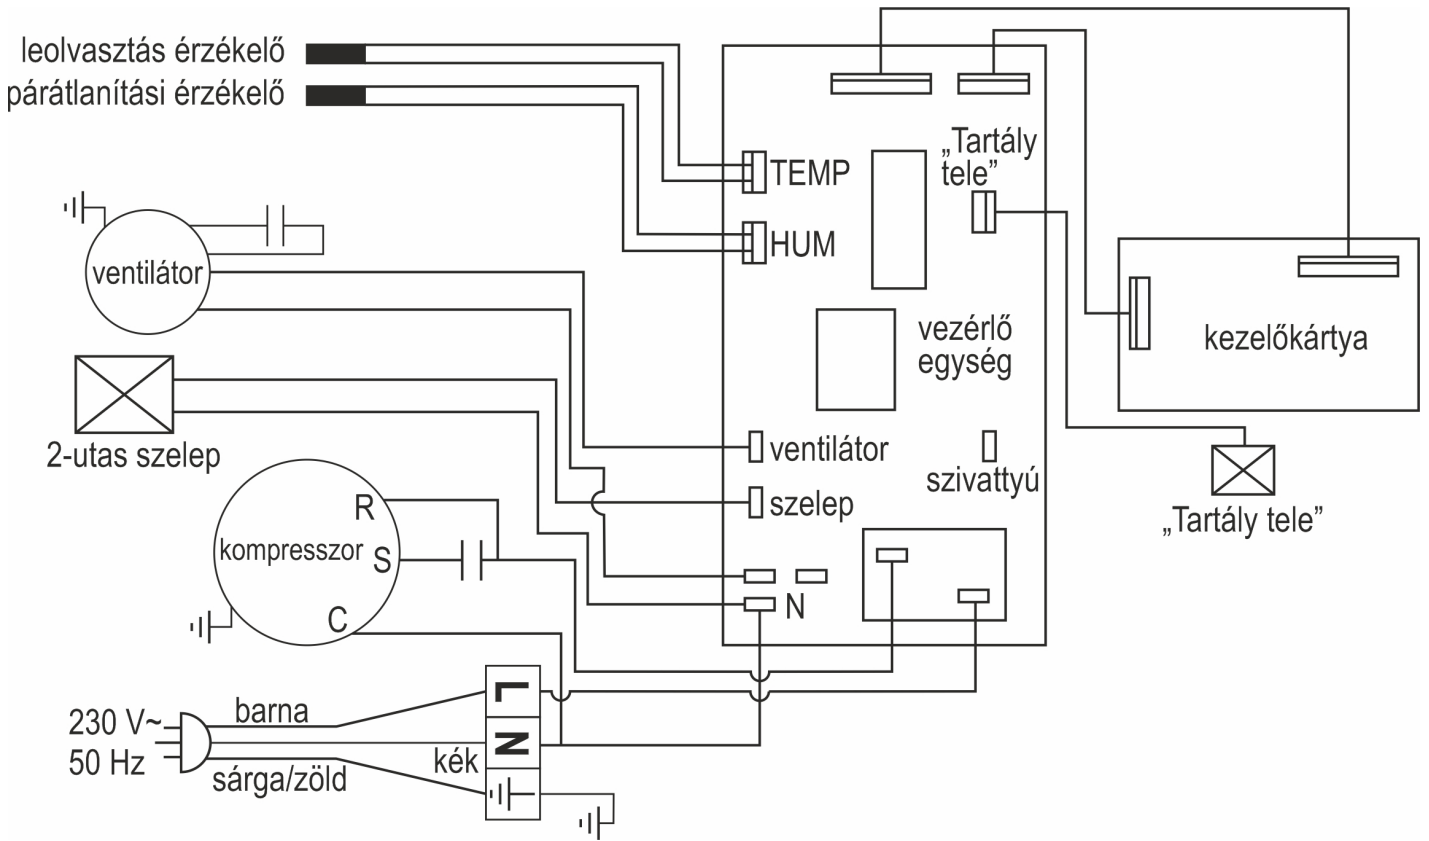 leolvasztás érzékelő
párátlanítási érzékelő
TEMP
HUM
„Tartály
tele”
ventilátor
vezérlő
egység
kezelőkártya
2-utas szelep
ventilátor
szelep
szivattyú
„Tartály tele”
R
kompresszor
S
C
N
L
N
230 V~
50 Hz
barna
kék
sárga/zöld